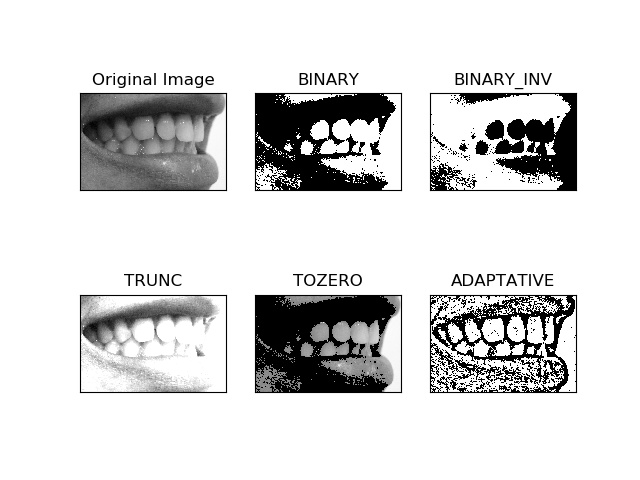 Original Image
BINARY
BINARY_INV
TRUNC
TOZERO
ADAPTATIVE